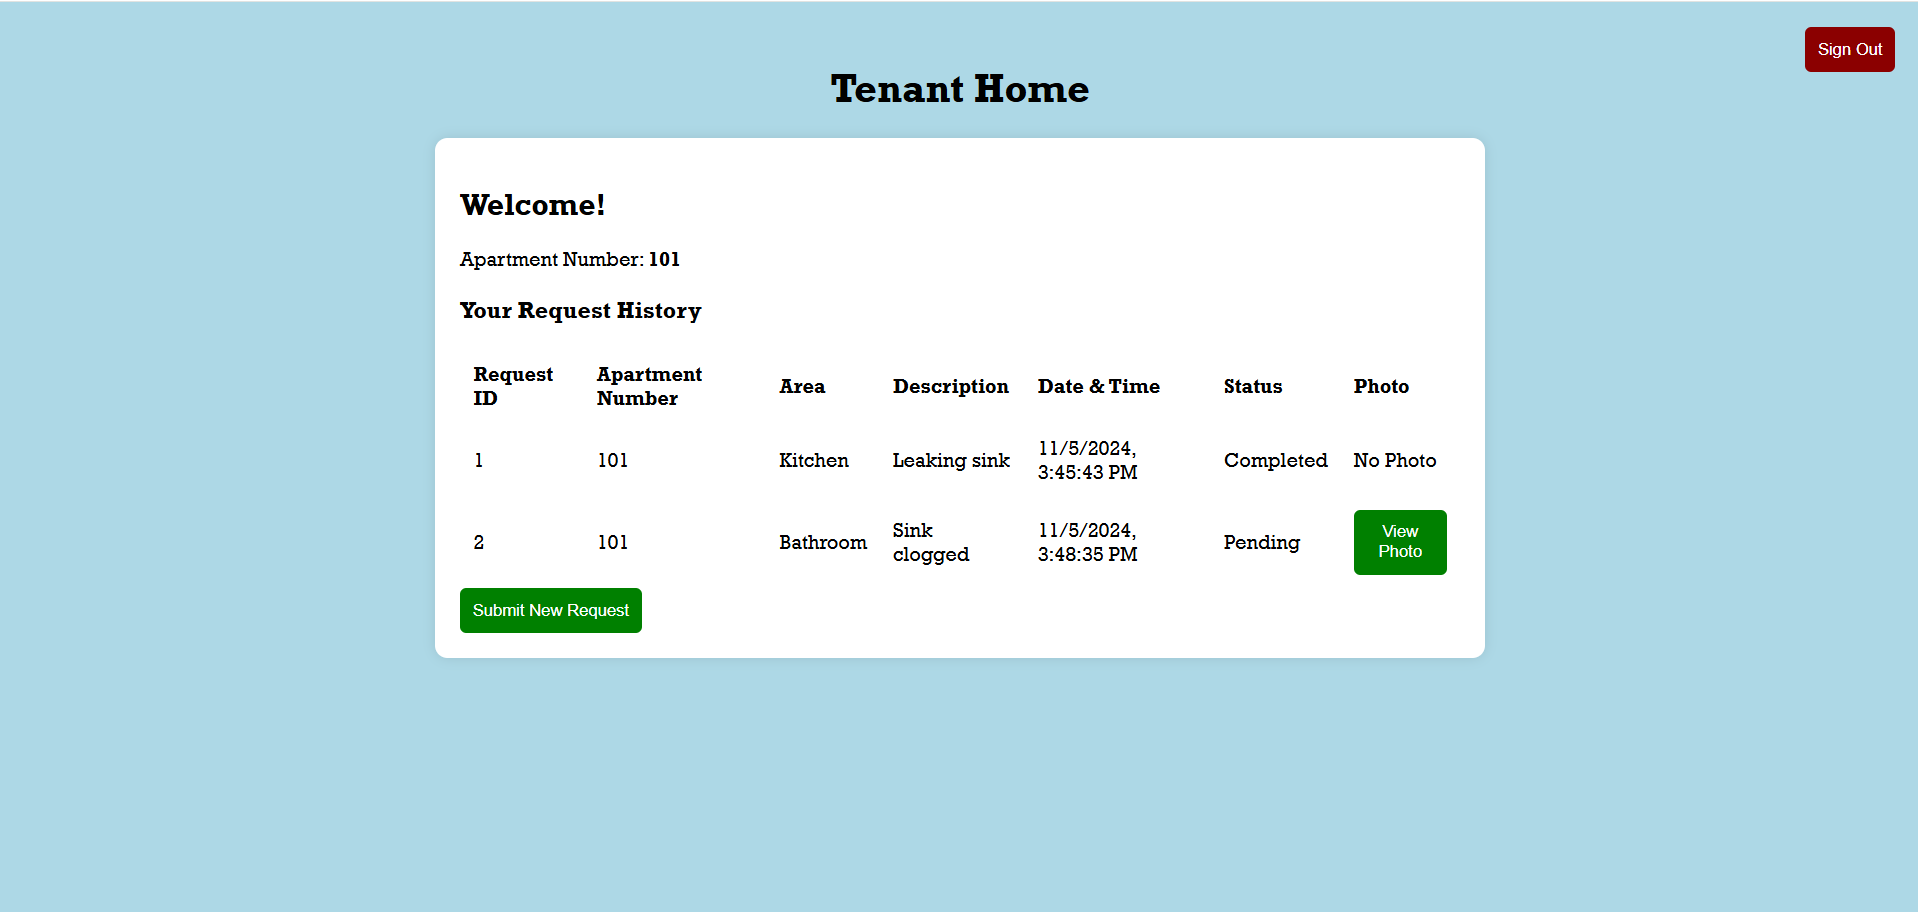 Sign Out
Tenant Home
Welcome!
Apartment Number: 101
Your Request History
Request ID Apartment Number Area Description Date & Time Status Photo
1 101 Kitchen Leaking sink 11/5/2024, 3:45:43 PM Completed No Photo
2 101 Bathroom Sink clogged 11/5/2024, 3:48:35 PM Pending View Photo
Submit New Request